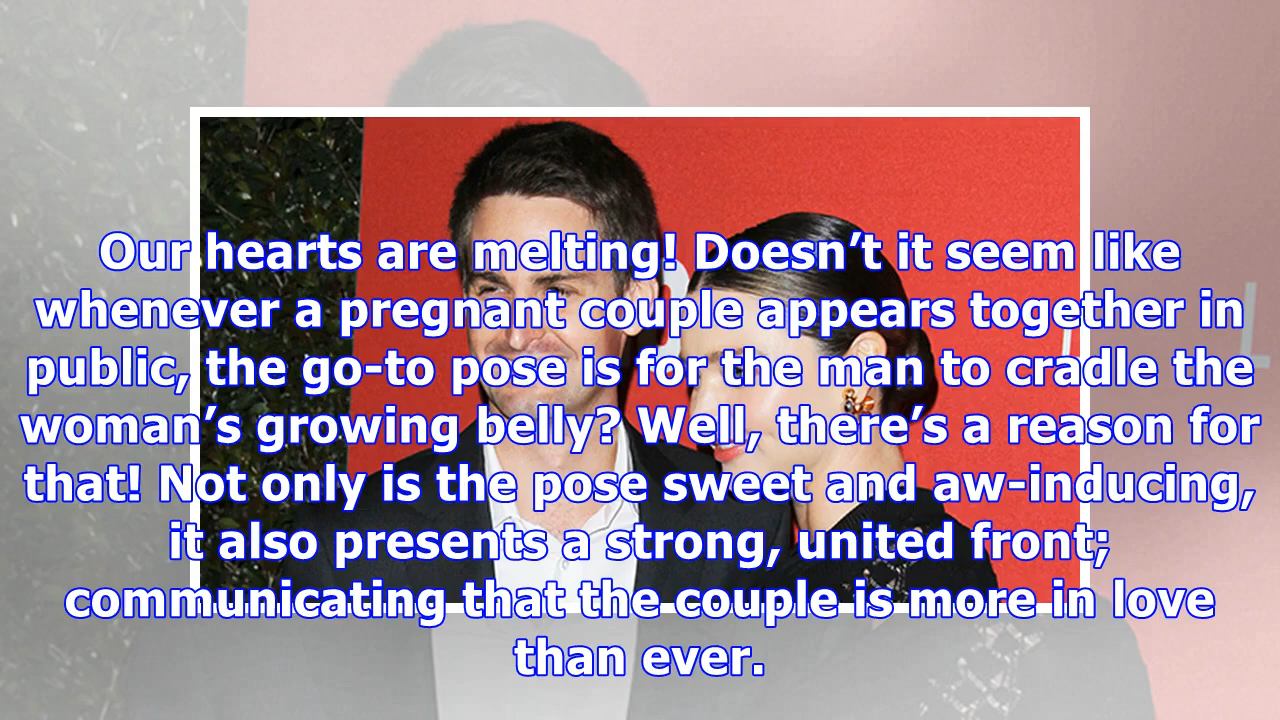 Our hearts are melting! Doesn’t it seem like
whenever a pregnant couple appears together in
public, the go-to pose is for the man to cradle the
woman’s growing belly? Well, there’s a reason for
that! Not only is the pose sweet and aw-inducing,
it also presents a strong, united front;
communicating that the couple is more in love
than ever.